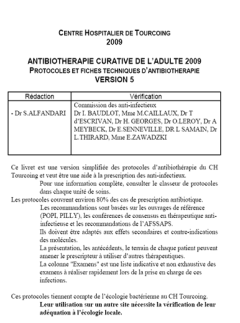 CENTRE HOSPITALIER DE TOURCOING
2009
ANTIBIOTHERAPIE CURATIVE DE L'ADULTE 2009
PROTOCOLES ET FICHES TECHNIQUES D'ANTIBIOTHERAPIE
VERSION 5
Rédaction
Vérification
- Dr S.ALFANDARI
Commission des anti-infectieux
Dr I. BAUDLOT, Mme M.CAILLAUX, Dr T
d'ESCRIVAN, Dr H. GEORGES, Dr O.LEROY, Dr A
MEYBECK, Dr E.SENNEVILLE, DR L SAMAIN, Dr
L.THIRARD, Mme E.ZAWADZKI
Ce livret est une version simplifiée des protocoles d'antibiothérapie du CH
Tourcoing et veut être une aide à la prescription des anti-infectieux.
Pour une information complète, consulter le classeur de protocoles
dans chaque unité de soins.
Les protocoles couvrent environ 80% des cas de prescription antibiotique.
Les recommandations sont basées sur les ouvrages de référence
(POPI, PILLY), les conférences de consensus en thérapeutique anti-
infectieuse et les recommandations de l'AFSSAPS.
Ils doivent être adaptés aux effets secondaires et contre-indications
des molécules.
La présentation, les antécédents, le terrain de chaque patient peuvent
amener le prescripteur à utiliser d'autres thérapeutiques.
La colonne "Examens" est une liste indicative et non exhaustive des
examens à réaliser rapidement lors de la prise en charge de ces
infections.
Ces protocoles tiennent compte de l'écologie bactérienne au CH Tourcoing.
Leur utilisation sur un autre site nécessite la vérification de leur
adéquation à l'écologie locale.